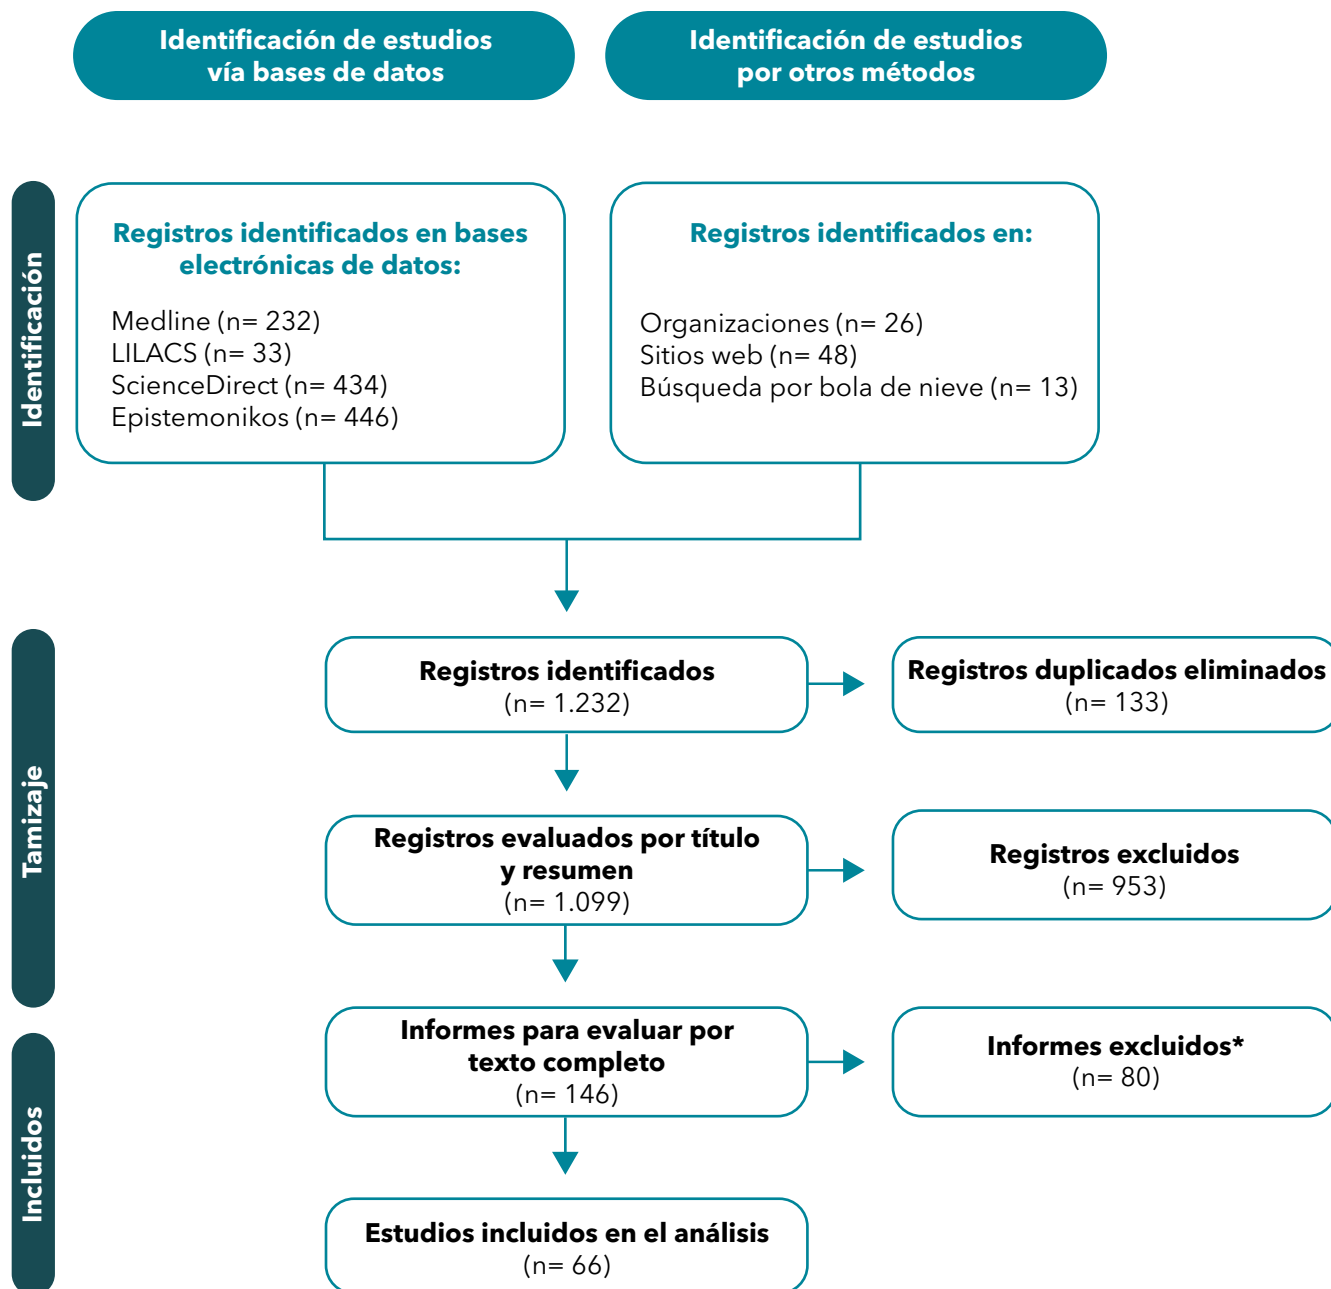 Identificación de estudios
vía bases de datos
Identificación de estudios
por otros métodos
Identificación
Registros identificados en bases
electrónicas de datos:
Medline (n= 232)
LILACS (n= 33)
ScienceDirect (n= 434)
Epistemonikos (n= 446)
Registros identificados en:
Organizaciones (n= 26)
Sitios web (n= 48)
Búsqueda por bola de nieve (n= 13)
Tamizaje
Registros identificados
(n= 1.232)
Registros duplicados eliminados
(n= 133)
Registros evaluados por título
y resumen
(n= 1.099)
Registros excluidos
(n= 953)
Informes para evaluar por
texto completo
(n= 146)
Informes excluidos*
(n= 80)
Incluidos
Estudios incluidos en el análisis
(n= 66)